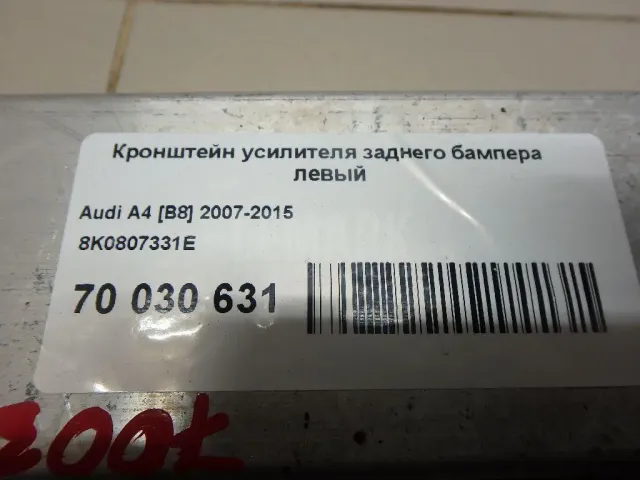 Кронштейн усилителя заднего бампера
левый
Audi A4 [B8] 2007-2015
8K0807331E
70 030 631